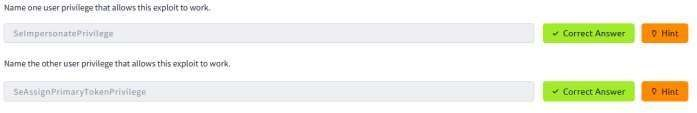 Name one user privilege that allows this exploit to work.
SeImpersonatePrivilege
Correct Answer
Hint
Name the other user privilege that allows this exploit to work.
SeAssignPrimaryTokenPrivilege
Correct Answer
Hint